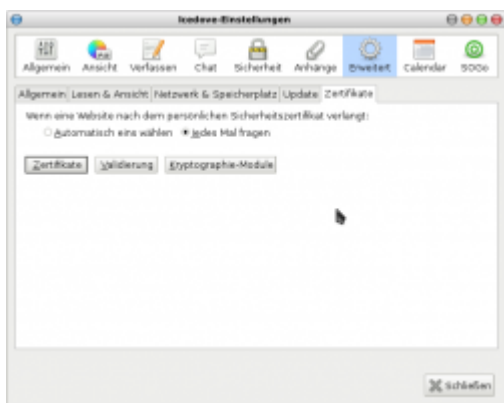 Icedove-Einstellungen
Allgemein Ansicht Verfassen Chat Sicherheit Anhänge Erweitert Calendar SOGo
Allgemein Lesen & Ansicht Netzwerk & Speicherplatz Update Zertifikate
Wenn eine Website nach dem persönlichen Sicherheitszertifikat verlangt:
Automatisch eins wählen Jedes Mal fragen
Zertifikate Validierung Kryptographie-Module
Schließen